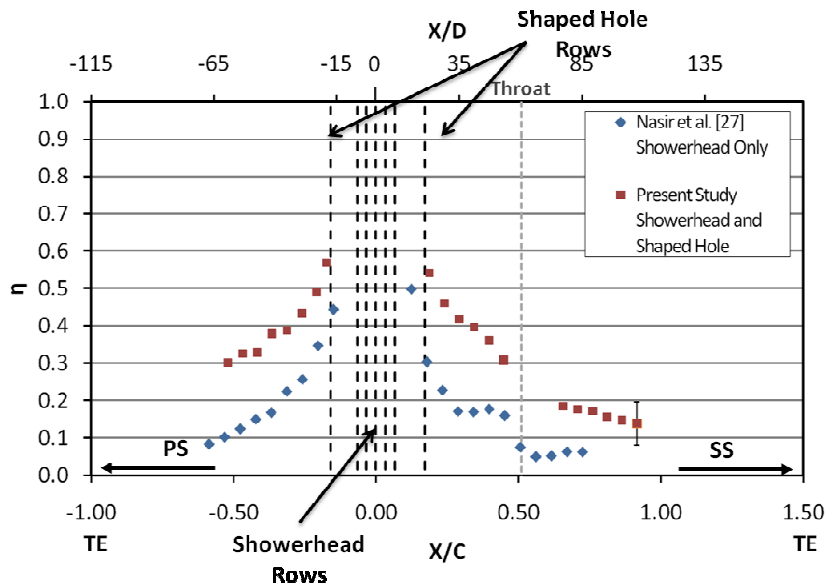 Shaped Hole
Rows
X/D
-115 -65 -15 0 35 85 135
Throat
1.0
0.9
0.8
0.7
0.6
0.5
0.4
0.3
0.2
0.1
0.0
η
Nasir et al. [27]
Showerhead Only
Present Study
Showerhead and
Shaped Hole
PS
SS
-1.00 -0.50 0.00 0.50 1.00 1.50
TE
Showerhead
Rows
X/C
TE